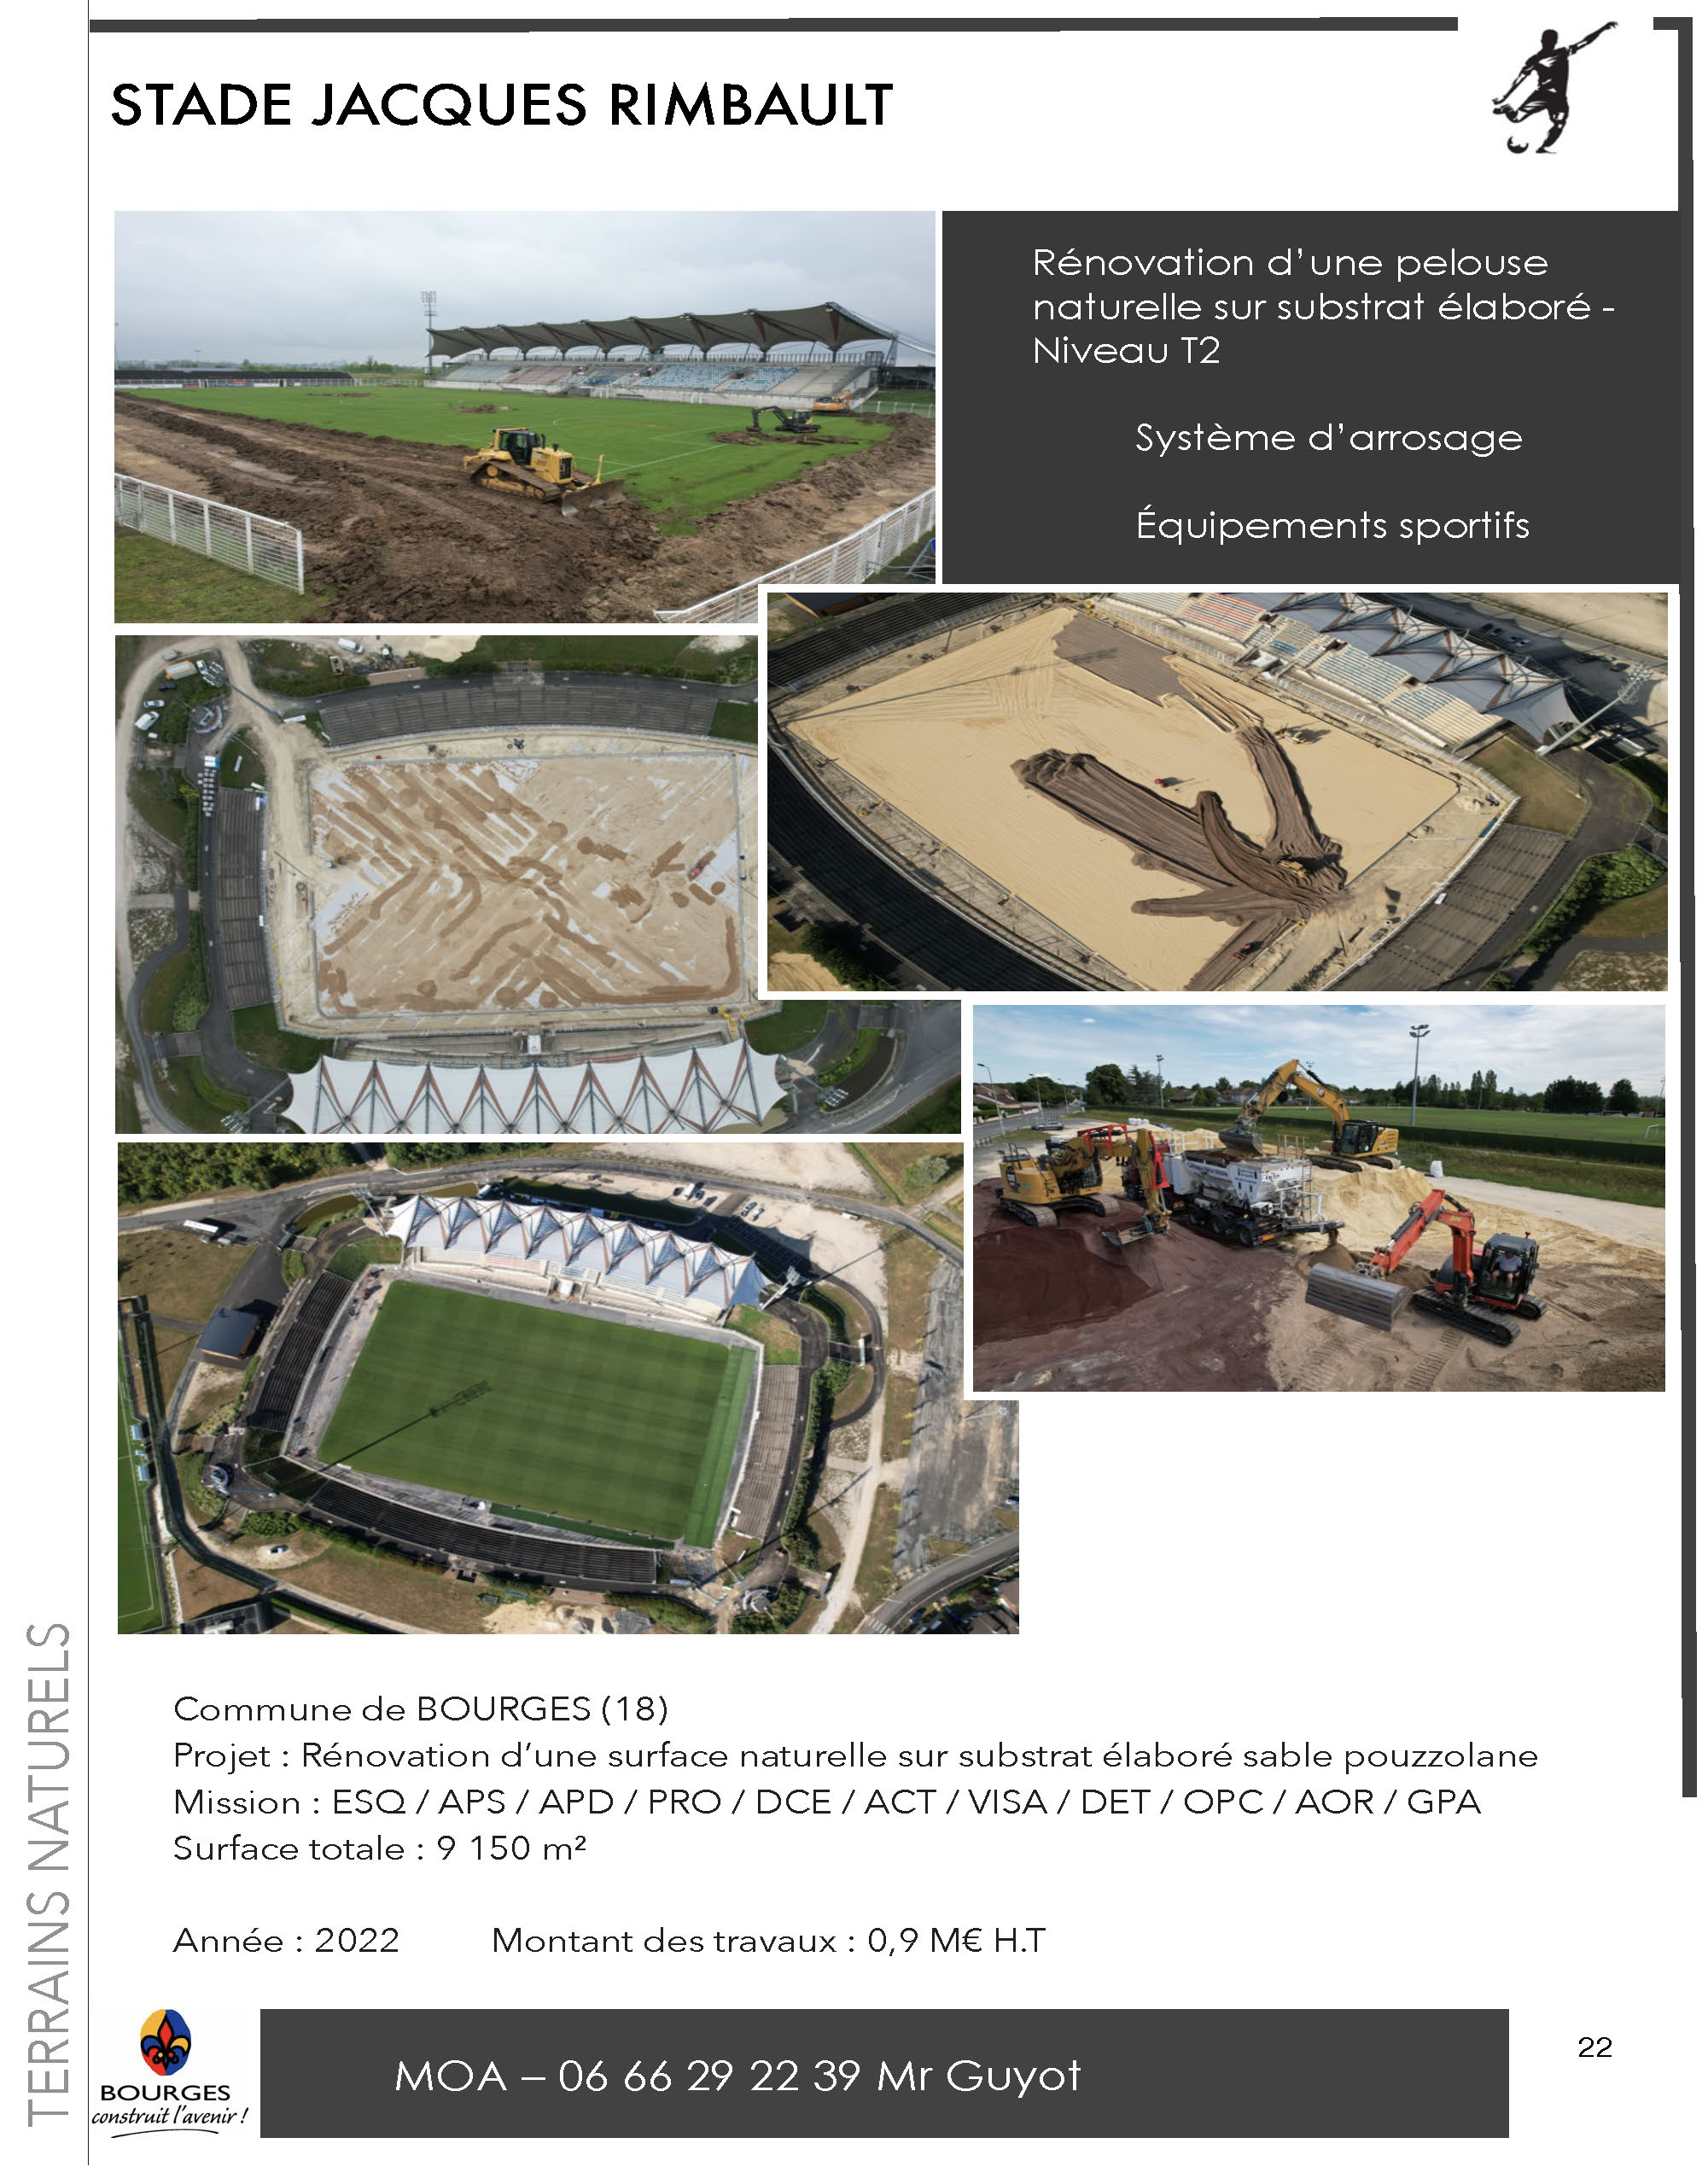 STADE JACQUES RIMBAULT
Rénovation d’une pelouse
naturelle sur substrat élaboré -
Niveau T2
Système d’arrosage
Équipements sportifs
TERRAINS NATURELS
Commune de BOURGES (18)
Projet : Rénovation d’une surface naturelle sur substrat élaboré sable pouzzolane
Mission : ESQ / APS / APD / PRO / DCE / ACT / VISA / DET / OPC / AOR / GPA
Surface totale : 9 150 m²
Année : 2022 Montant des travaux : 0,9 M€ H.T
BOURGES
construit l’avenir !
MOA – 06 66 29 22 39 Mr Guyot
22